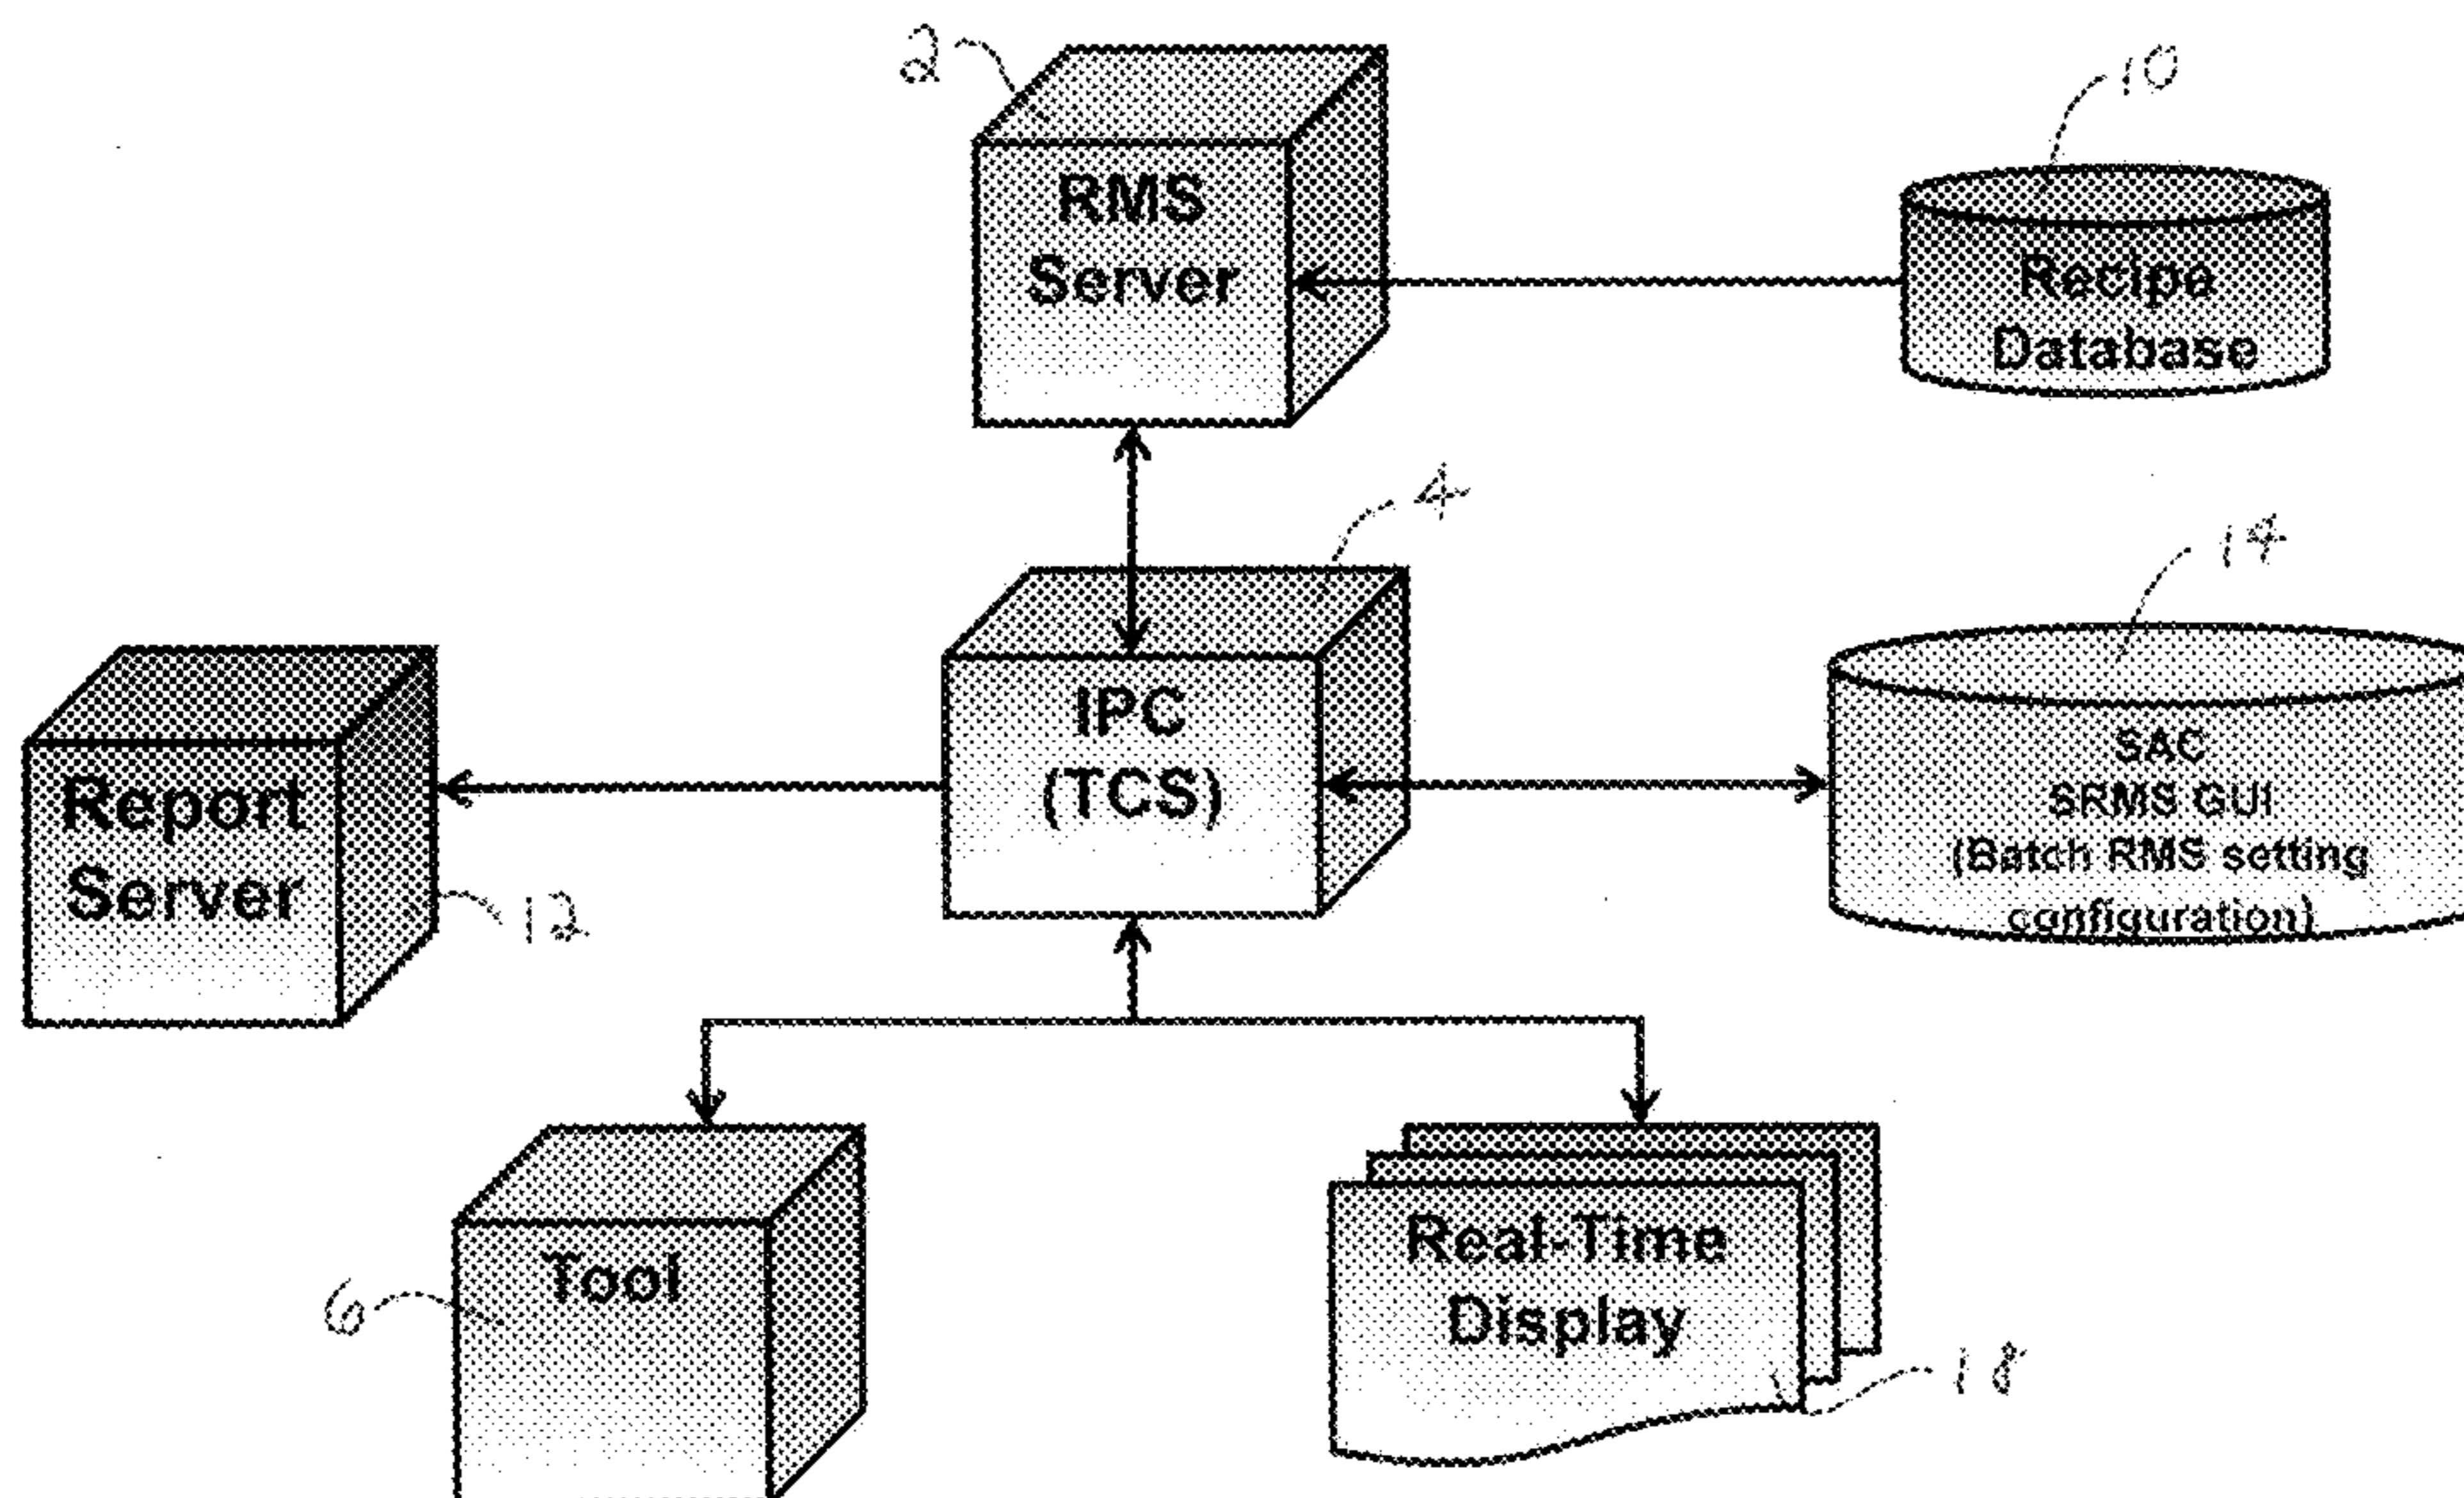 2
10
RMS
Server
Recipe
Database
4
14
IPC
(TCS)
SAC
SRMS GUI
(Batch RMS setting
configuration)
Report
Server
12
Tool
6
Real-Time
Display
18